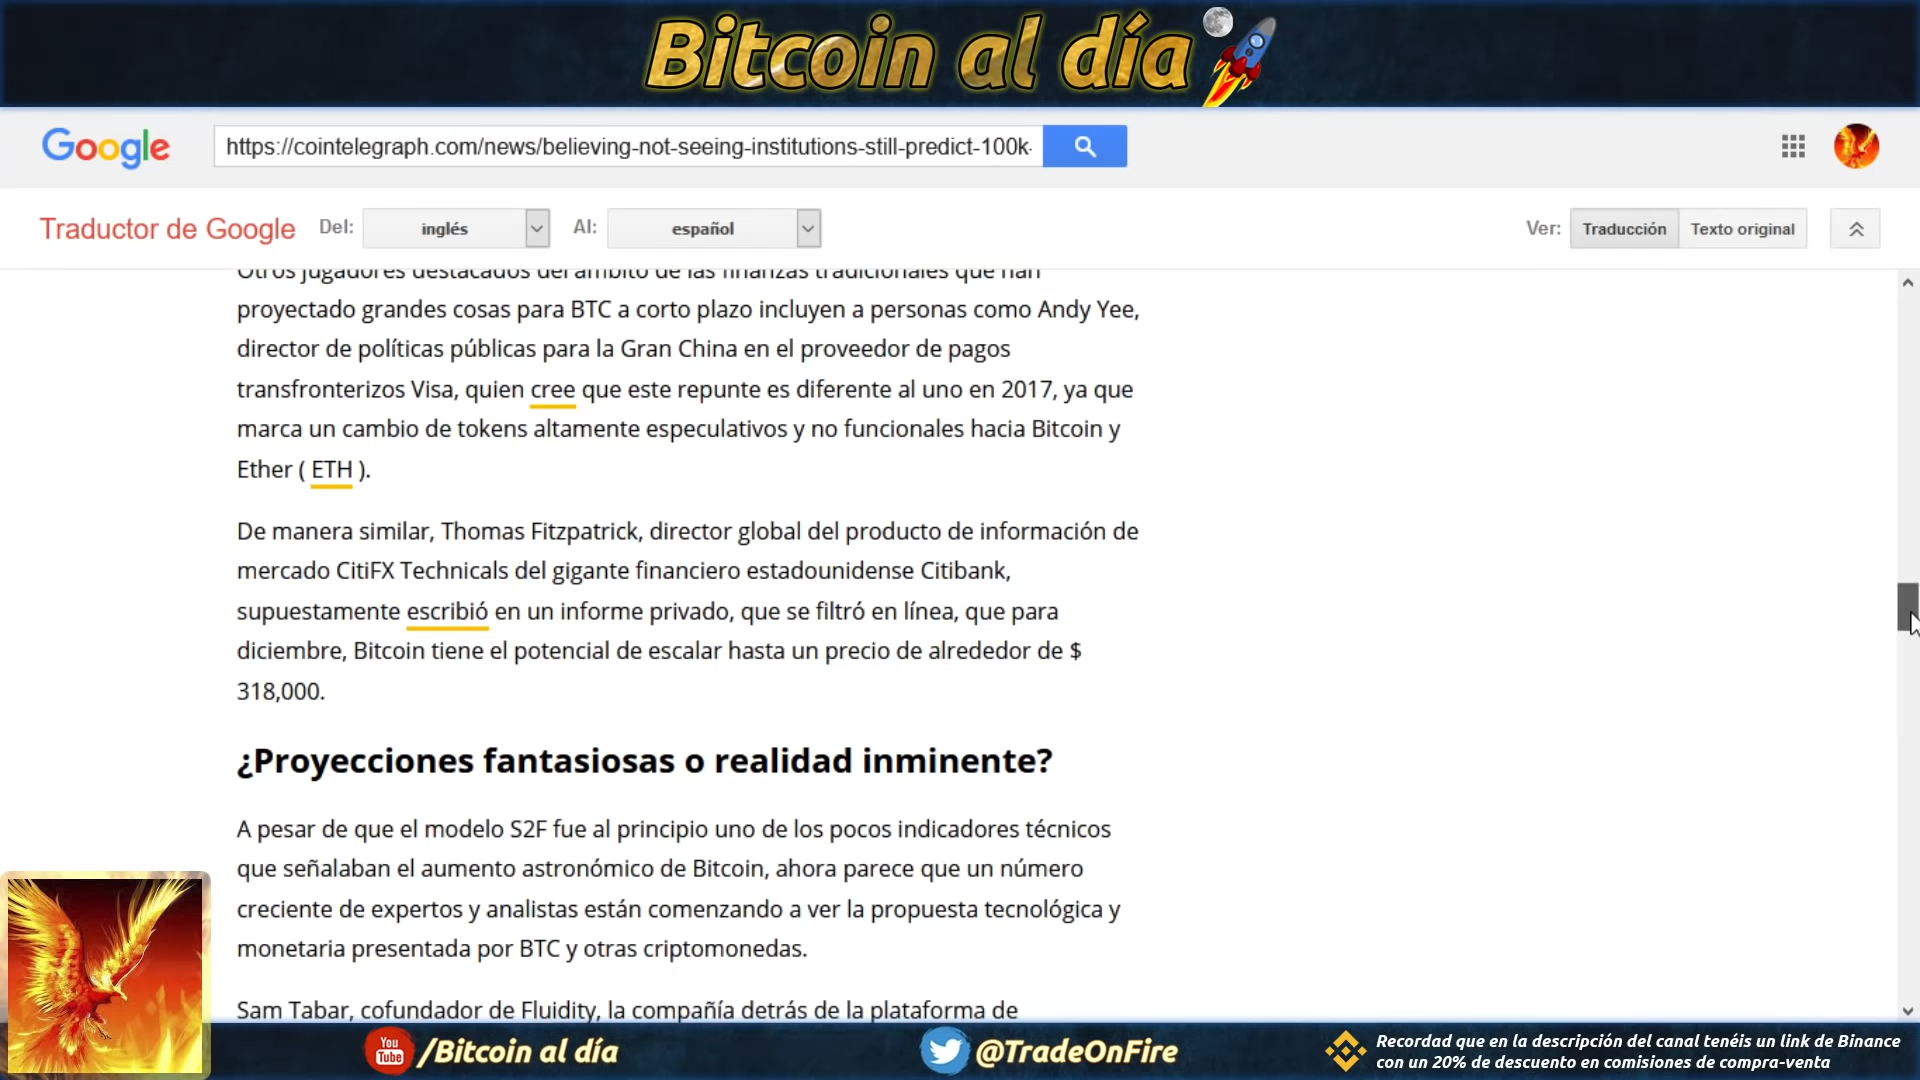 Bitcoin al día
Google
https://cointelegraph.com/news/believing-not-seeing-institutions-still-predict-100k-
Traductor de Google
Del:
inglés
Al:
español
Ver:
Traducción
Texto original
Otros jugadores destacados del ámbito de las finanzas tradicionales que han
proyectado grandes cosas para BTC a corto plazo incluyen a personas como Andy Yee,
director de políticas públicas para la Gran China en el proveedor de pagos
transfronterizos Visa, quien cree que este repunte es diferente al uno en 2017, ya que
marca un cambio de tokens altamente especulativos y no funcionales hacia Bitcoin y
Ether ( ETH ).
De manera similar, Thomas Fitzpatrick, director global del producto de información de
mercado CitiFX Technicals del gigante financiero estadounidense Citibank,
supuestamente escribió en un informe privado, que se filtró en línea, que para
diciembre, Bitcoin tiene el potencial de escalar hasta un precio de alrededor de $
318,000.
¿Proyecciones fantasiosas o realidad inminente?
A pesar de que el modelo S2F fue al principio uno de los pocos indicadores técnicos
que señalaban el aumento astronómico de Bitcoin, ahora parece que un número
creciente de expertos y analistas están comenzando a ver la propuesta tecnológica y
monetaria presentada por BTC y otras criptomonedas.
Sam Tabar, cofundador de Fluidity, la compañía detrás de la plataforma de
You
Tube
/Bitcoin al día
@TradeOnFire
Recordad que en la descripción del canal tenéis un link de Binance
con un 20% de descuento en comisiones de compra-venta